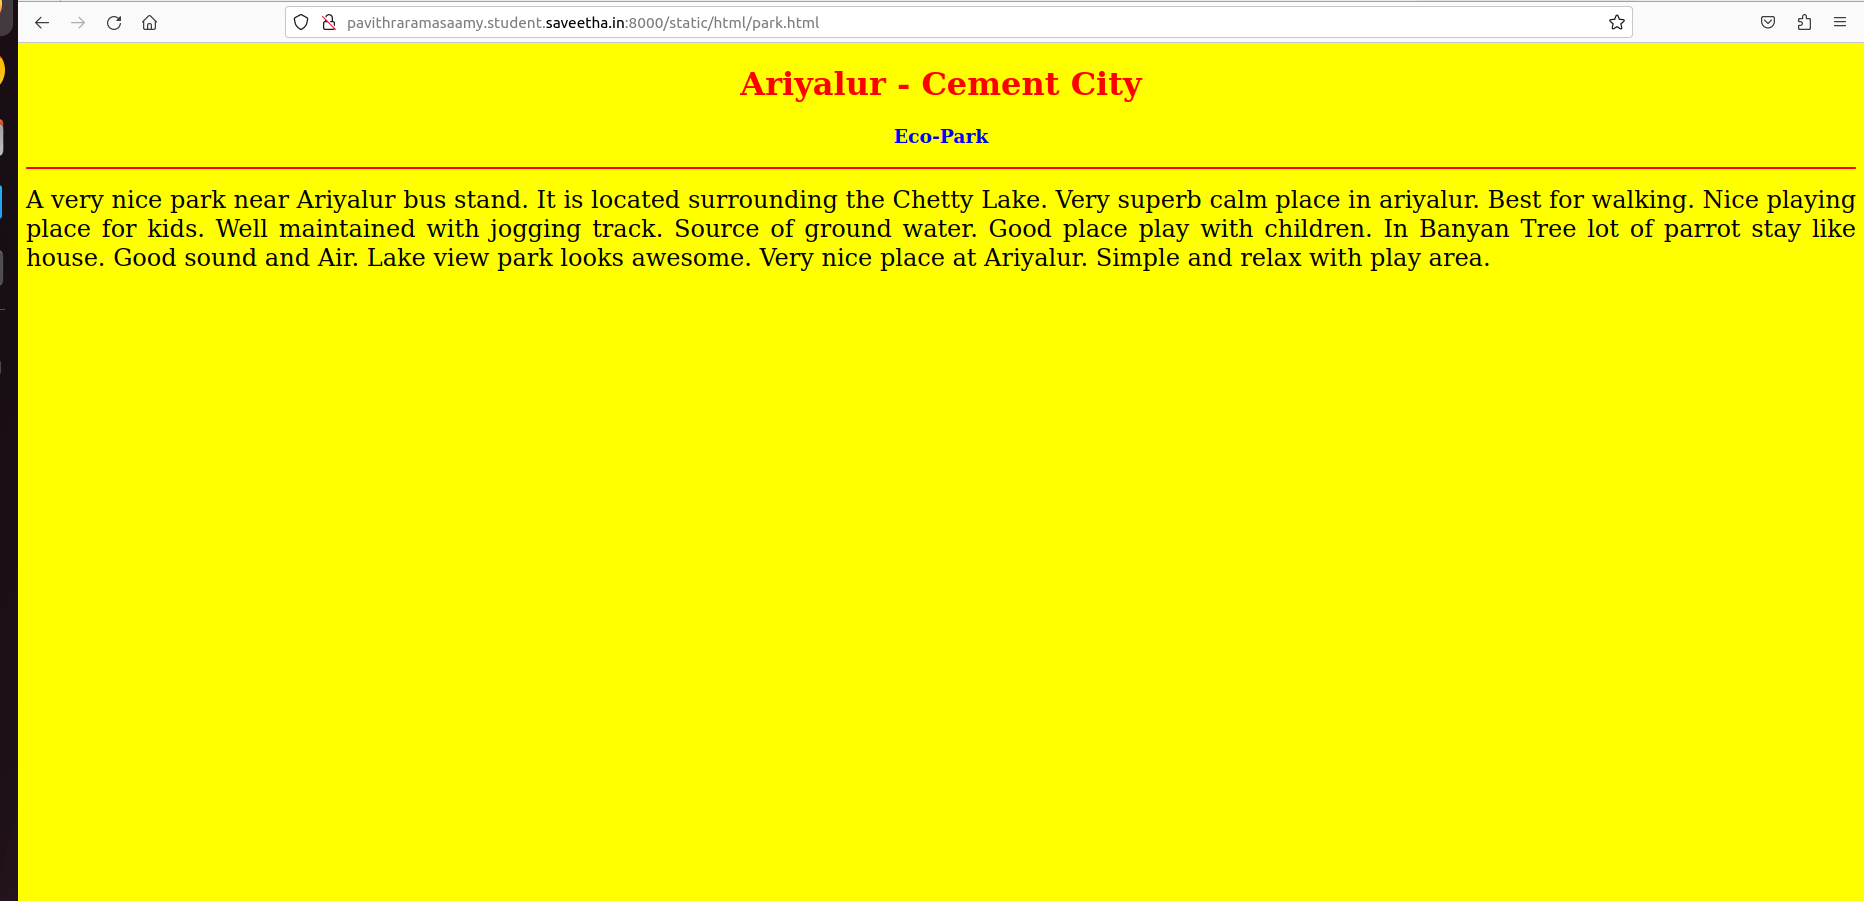 pavithraramasaamy.student.saveetha.in:8000/static/html/park.html
Ariyalur - Cement City
Eco-Park
A very nice park near Ariyalur bus stand. It is located surrounding the Chetty Lake. Very superb calm place in ariyalur. Best for walking. Nice playing
place for kids. Well maintained with jogging track. Source of ground water. Good place play with children. In Banyan Tree lot of parrot stay like
house. Good sound and Air. Lake view park looks awesome. Very nice place at Ariyalur. Simple and relax with play area.